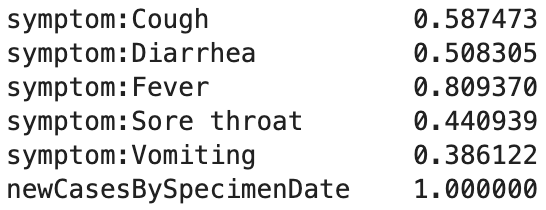 symptom:Cough 0.587473
symptom:Diarrhea 0.508305
symptom:Fever 0.809370
symptom:Sore throat 0.440939
symptom:Vomiting 0.386122
newCasesBySpecimenDate 1.000000